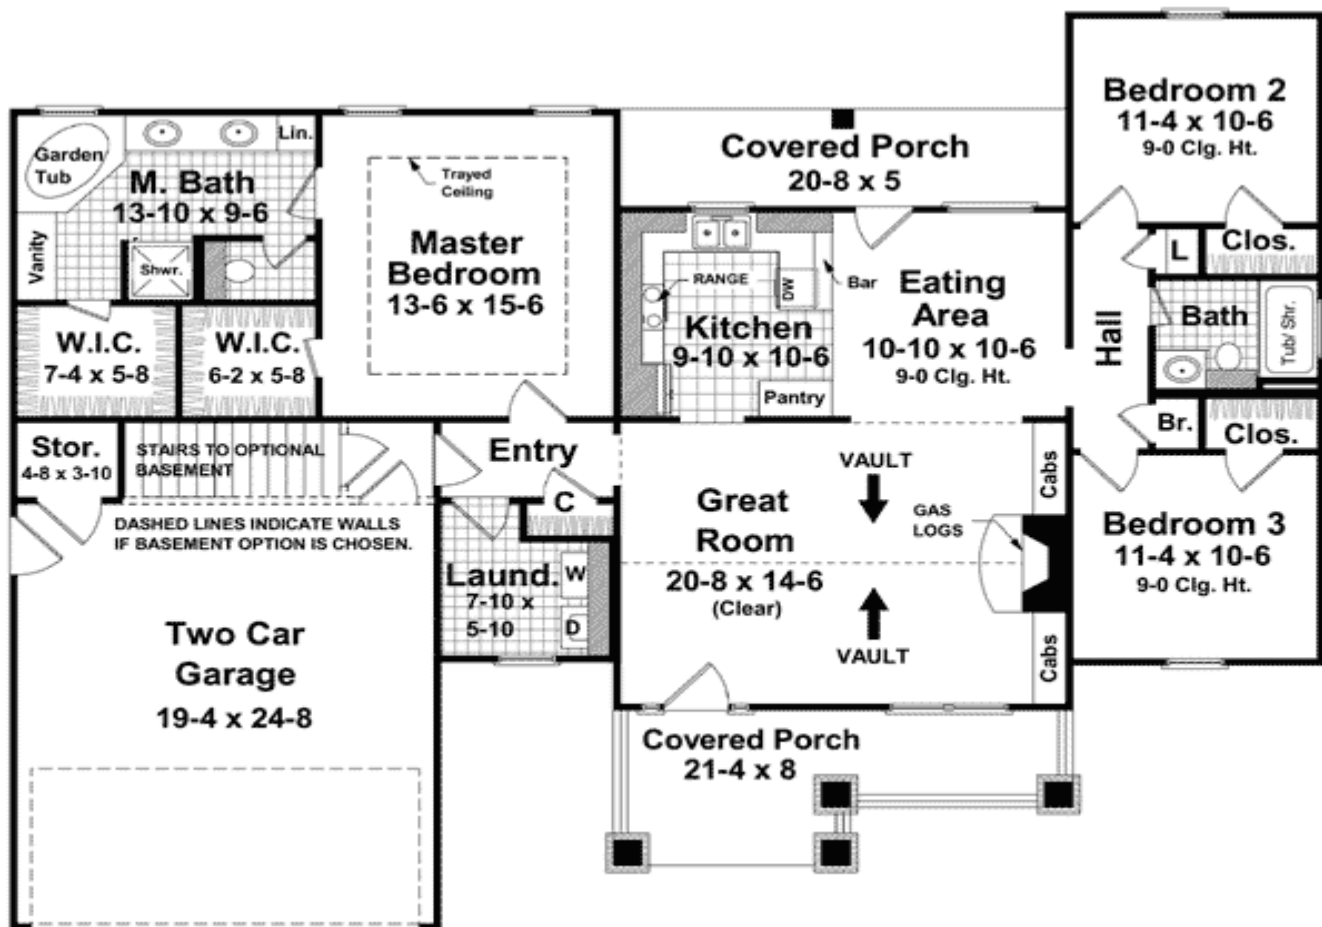 Bedroom 2
11-4 x 10-6
9-0 Clg. Ht.
Garden
Tub
Lin.
M. Bath
13-10 x 9-6
Vanity
Shwr.
Trayed
Ceiling
Master
Bedroom
13-6 x 15-6
Covered Porch
20-8 x 5
RANGE
DW
Bar
Kitchen
9-10 x 10-6
Pantry
Eating
Area
10-10 x 10-6
9-0 Clg. Ht.
Hall
L
Clos.
Bath
Tub/ Shr.
W.I.C.
7-4 x 5-8
W.I.C.
6-2 x 5-8
Br.
Clos.
Stor.
4-8 x 3-10
STAIRS TO OPTIONAL
BASEMENT
DASHED LINES INDICATE WALLS
IF BASEMENT OPTION IS CHOSEN.
Entry
C
Laund.
7-10 x
5-10
W
D
Great
Room
20-8 x 14-6
(Clear)
VAULT
VAULT
GAS
LOGS
Cabs
Cabs
Bedroom 3
11-4 x 10-6
9-0 Clg. Ht.
Two Car
Garage
19-4 x 24-8
Covered Porch
21-4 x 8